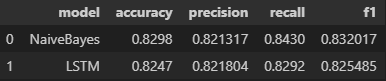 model accuracy precision recall f1
0 NaiveBayes 0.8298 0.821317 0.8430 0.832017
1 LSTM 0.8247 0.821804 0.8292 0.825485